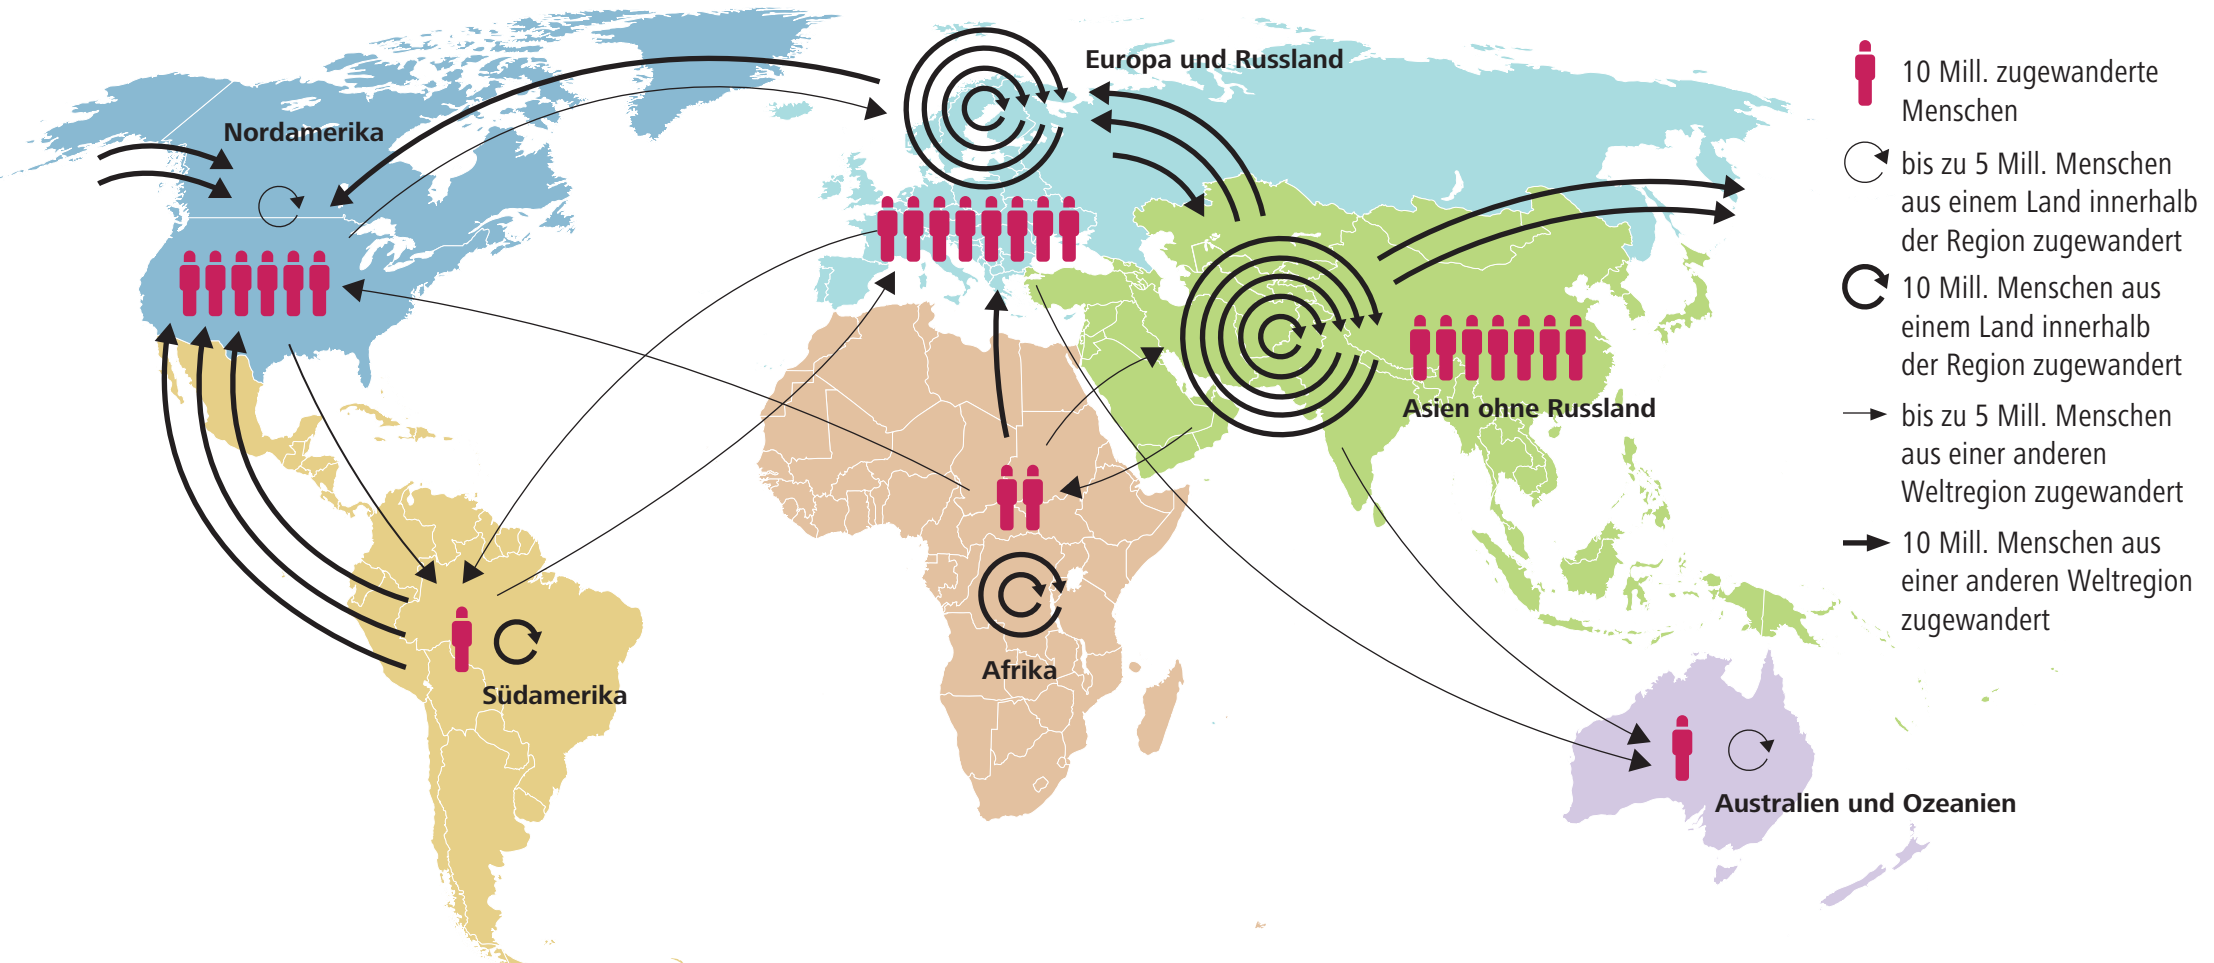 Europa und Russland
Nordamerika
Asien ohne Russland
Afrika
Südamerika
Australien und Ozeanien
10 Mill. zugewanderte
Menschen
bis zu 5 Mill. Menschen
aus einem Land innerhalb
der Region zugewandert
10 Mill. Menschen aus
einem Land innerhalb
der Region zugewandert
bis zu 5 Mill. Menschen
aus einer anderen
Weltregion zugewandert
10 Mill. Menschen aus
einer anderen Weltregion
zugewandert